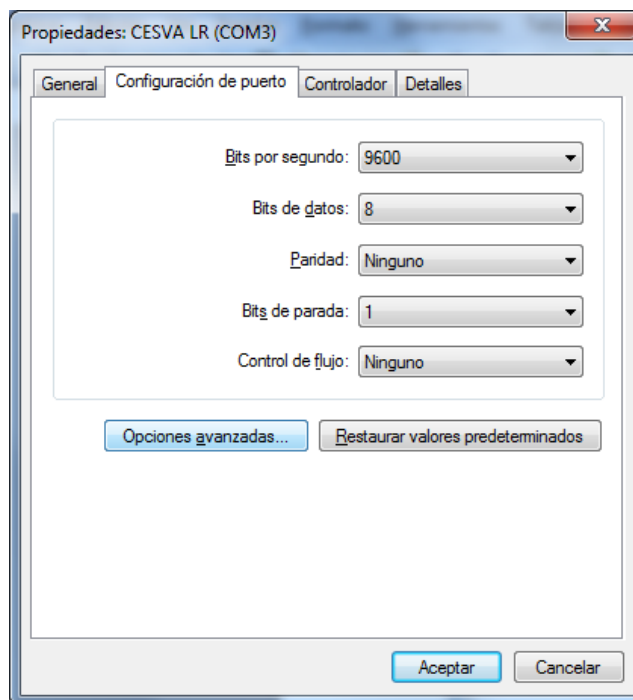 Propiedades: CESVA LR (COM3)
General Configuración de puerto Controlador Detalles
Bits por segundo: 9600
Bits de datos: 8
Paridad: Ninguno
Bits de parada: 1
Control de flujo: Ninguno
Opciones avanzadas... Restaurar valores predeterminados
Aceptar Cancelar